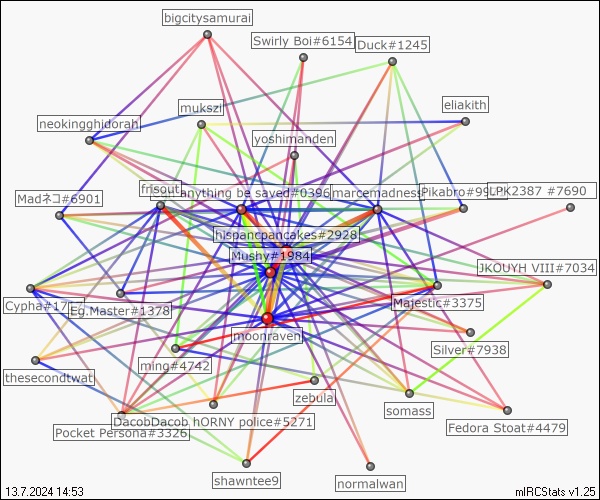 bigcitysamurai
Swirly Boi#6154
Duck#1245
mukszi
eliakith
neokingghidorah
yoshimanden
frisout
anything be saved#0396
marcemadness
Pikabro#99
LPK2387 #7690
Madネコ#6901
hispancpancakes#2928
Mushy#1984
JKOUYH VIII#7034
Cypha#17
Eg.Master#1378
Majestic#3375
moonraven
Silver#7938
ming#4742
thesecondtwat
zebula
somass
DacobDacob hORNY police#5271
Fedora Stoat#4479
Pocket Persona#3326
shawntee9
normalwan
13.7.2024 14:53
mIRCStats v1.25